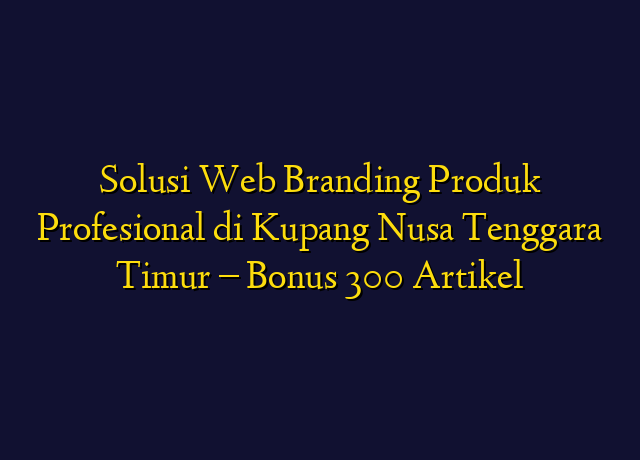 Solusi Web Branding Produk
Profesional di Kupang Nusa Tenggara
Timur – Bonus 300 Artikel